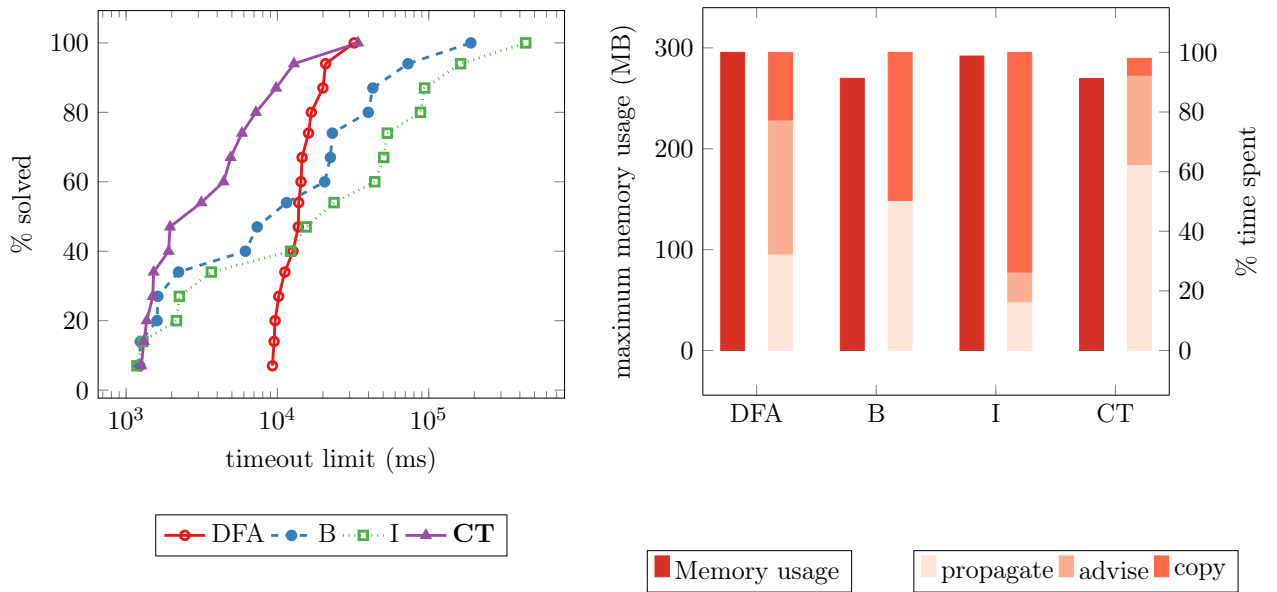 100
80
60
40
20
0
% solved
10^3 10^4 10^5
timeout limit (ms)
DFA B I CT
300
200
100
0
maximum memory usage (MB)
100
80
60
40
20
0
% time spent
DFA B I CT
Memory usage
propagate advise copy